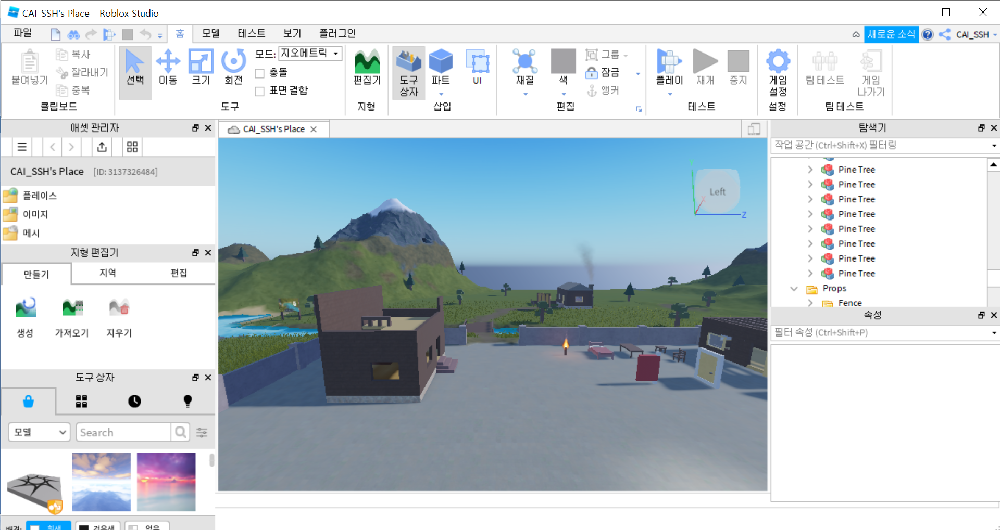 CAI_SSH's Place - Roblox Studio
파일
홈
모델
테스트
보기
플러그인
새로운 소식
CAI_SSH
붙여넣기
복사
잘라내기
중복
클립보드
선택
이동
크기
회전
모드: 지오메트릭
충돌
표면 결합
도구
편집기
지형
도구 상자
파트
UI
삽입
재질
색
그룹
잠금
앵커
편집
플레이
재개
중지
테스트
게임 설정
설정
팀 테스트
게임 나가기
팀 테스트
애셋 관리자
CAI_SSH's Place [ID: 3137326484]
플레이스
이미지
메시
지형 편집기
만들기
지역
편집
생성
가져오기
지우기
도구 상자
모델
Search
배경:
흰색
검은색
없음
CAI_SSH's Place
Left
Y
X
Z
탐색기
작업 공간 (Ctrl+Shift+X) 필터링
Pine Tree
Pine Tree
Pine Tree
Pine Tree
Pine Tree
Pine Tree
Pine Tree
Pine Tree
Props
Fence
속성
필터 속성 (Ctrl+Shift+P)